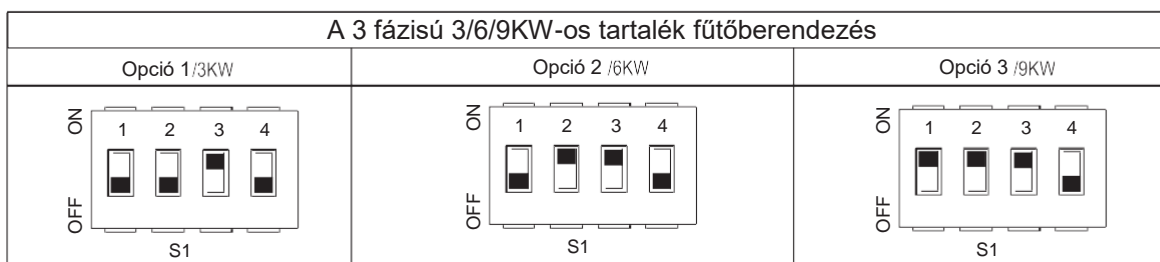 A 3 fázisú 3/6/9KW-os tartalék fűtőberendezés
Opció 1/3KW
Opció 2 /6KW
Opció 3 /9KW
ON
1 2 3 4
OFF
S1
ON
1 2 3 4
OFF
S1
ON
1 2 3 4
OFF
S1